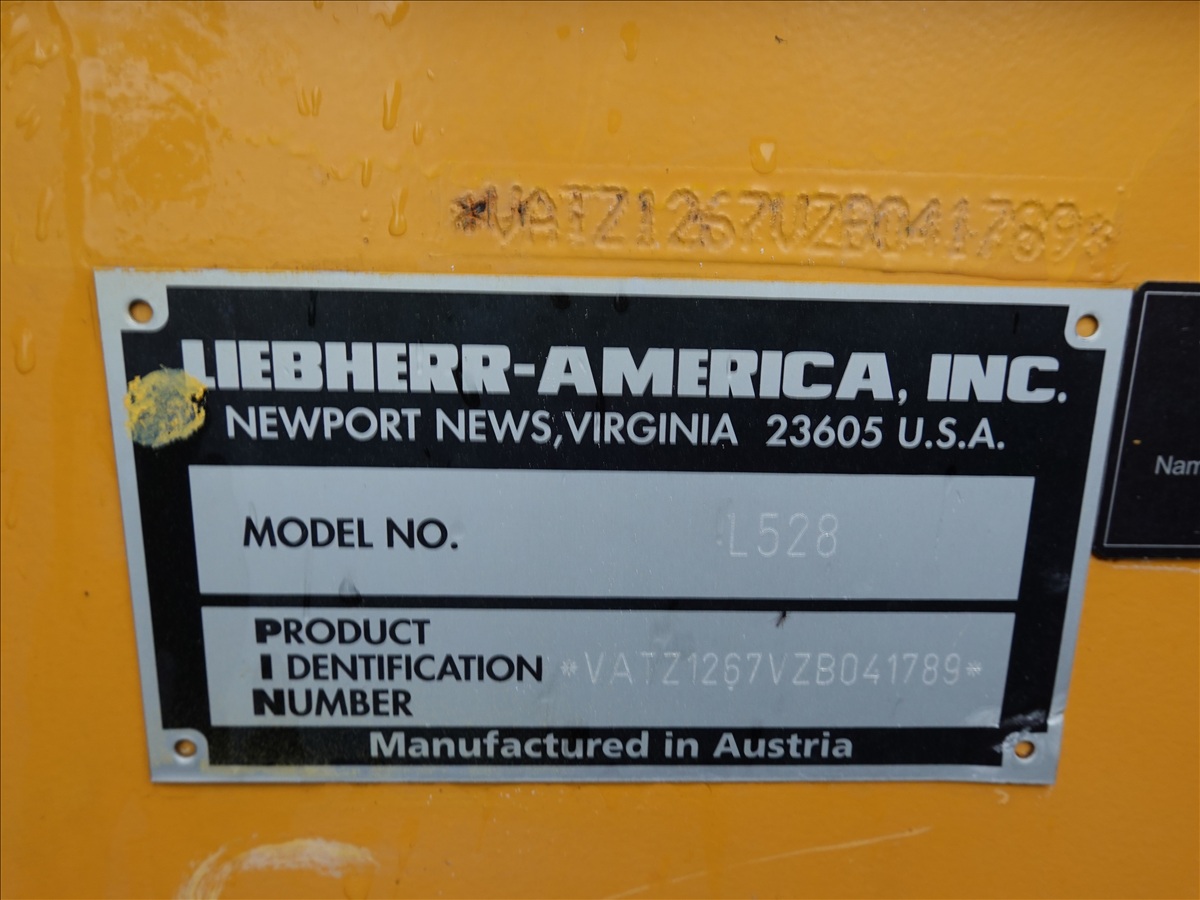 *VATZ1267VZB041789*
LIEBHERR-AMERICA, INC.
NEWPORT NEWS, VIRGINIA 23605 U.S.A.
MODEL NO. L528
PRODUCT
IDENTIFICATION *VATZ1267VZB041789*
NUMBER
Manufactured in Austria
Nam